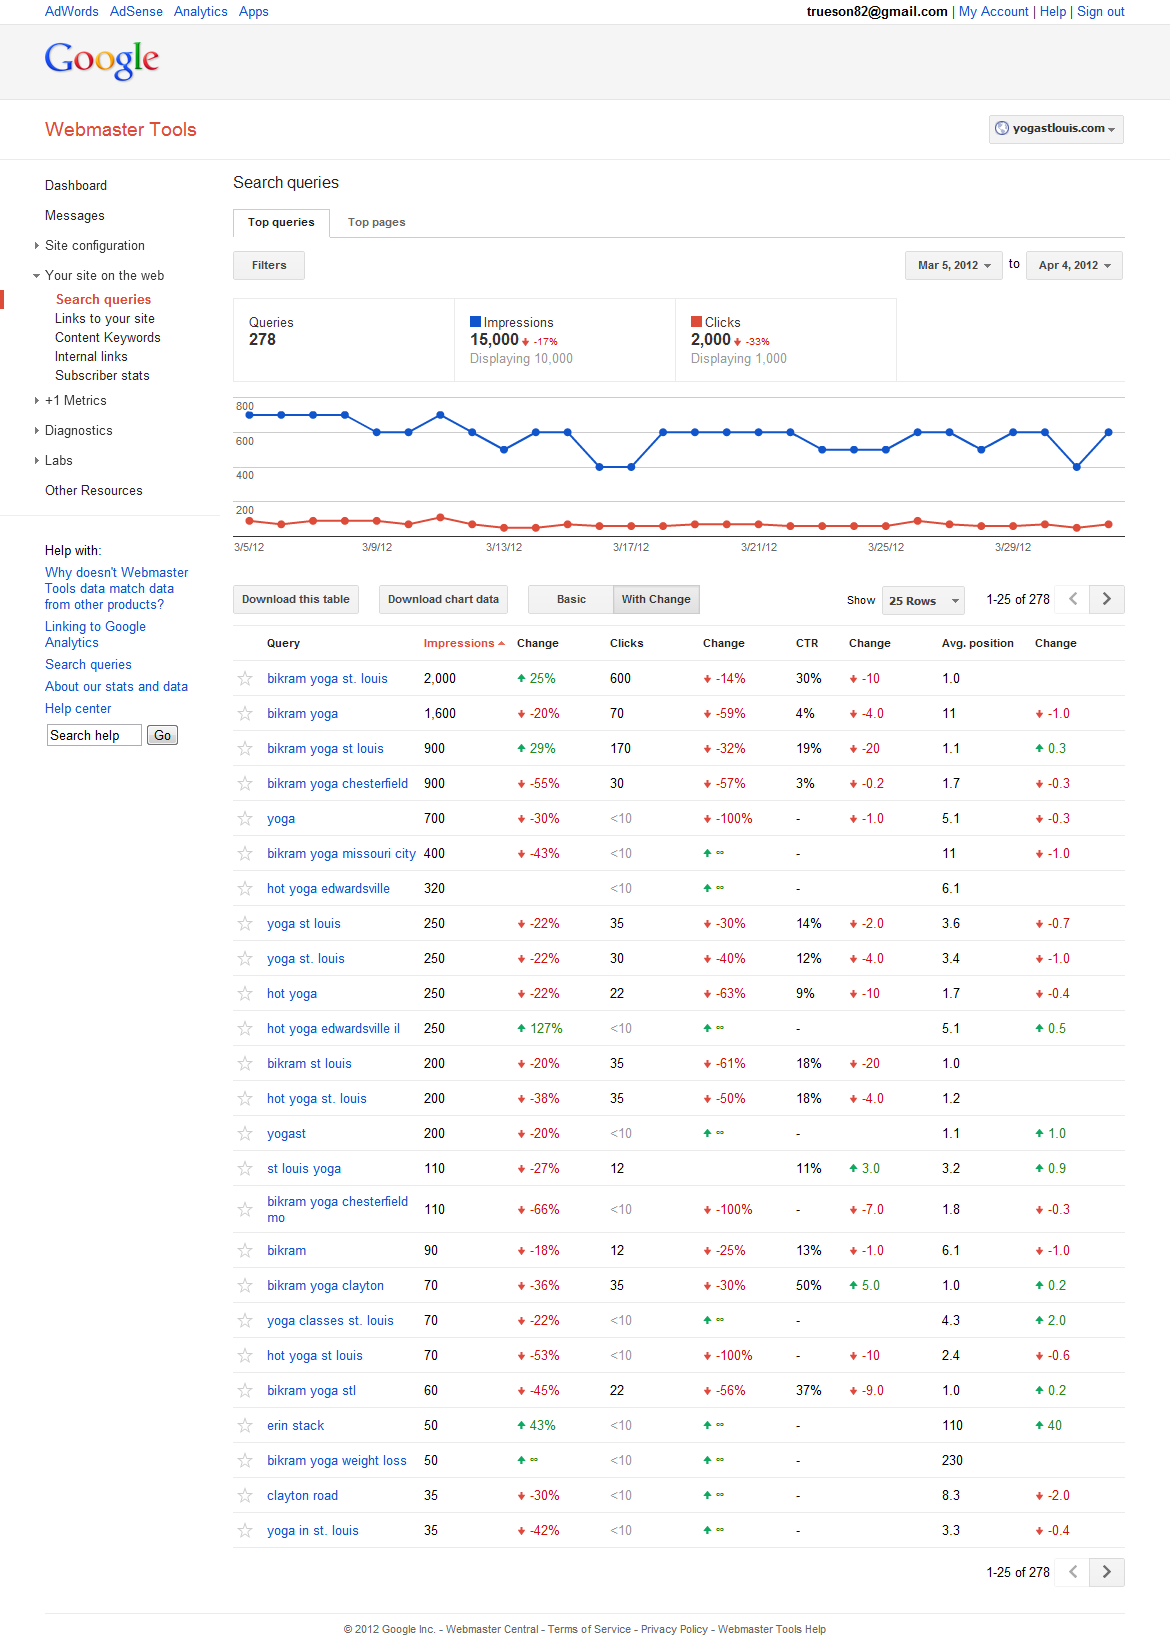 AdWords AdSense Analytics Apps trueson82@gmail.com | My Account | Help | Sign out
Google
Webmaster Tools yogastlouis.com
Dashboard
Messages
Site configuration
Your site on the web
Search queries
Links to your site
Content Keywords
Internal links
Subscriber stats
+1 Metrics
Diagnostics
Labs
Other Resources
Help with:
Why doesn't Webmaster
Tools data match data
from other products?
Linking to Google
Analytics
Search queries
About our stats and data
Help center
Search help Go
Search queries
Top queries Top pages
Filters Mar 5, 2012 to Apr 4, 2012
Queries Impressions Clicks
278 15,000 -17% 2,000 -33%
Displaying 10,000 Displaying 1,000
800
600
400
200
3/5/12 3/9/12 3/13/12 3/17/12 3/21/12 3/25/12 3/29/12
Download this table Download chart data Basic With Change Show 25 Rows 1-25 of 278
Query Impressions Change Clicks Change CTR Change Avg. position Change
bikram yoga st. louis 2,000 25% 600 -14% 30% -10 1.0
bikram yoga 1,600 -20% 70 -59% 4% -4.0 11 -1.0
bikram yoga st louis 900 29% 170 -32% 19% -20 1.1 0.3
bikram yoga chesterfield 900 -55% 30 -57% 3% -0.2 1.7 -0.3
yoga 700 -30% <10 -100% - -1.0 5.1 -0.3
bikram yoga missouri city 400 -43% <10 ∞ - 11 -1.0
hot yoga edwardsville 320 <10 ∞ - 6.1
yoga st louis 250 -22% 35 -30% 14% -2.0 3.6 -0.7
yoga st. louis 250 -22% 30 -40% 12% -4.0 3.4 -1.0
hot yoga 250 -22% 22 -63% 9% -10 1.7 -0.4
hot yoga edwardsville il 250 127% <10 ∞ - 5.1 0.5
bikram st louis 200 -20% 35 -61% 18% -20 1.0
hot yoga st. louis 200 -38% 35 -50% 18% -4.0 1.2
yogast 200 -20% <10 ∞ - 1.1 1.0
st louis yoga 110 -27% 12 11% 3.0 3.2 0.9
bikram yoga chesterfield
mo 110 -66% <10 -100% - -7.0 1.8 -0.3
bikram 90 -18% 12 -25% 13% -1.0 6.1 -1.0
bikram yoga clayton 70 -36% 35 -30% 50% 5.0 1.0 0.2
yoga classes st. louis 70 -22% <10 ∞ - 4.3 2.0
hot yoga st louis 70 -53% <10 -100% - -10 2.4 -0.6
bikram yoga stl 60 -45% 22 -56% 37% -9.0 1.0 0.2
erin stack 50 43% <10 ∞ - 110 40
bikram yoga weight loss 50 ∞ <10 ∞ - 230
clayton road 35 -30% <10 ∞ - 8.3 -2.0
yoga in st. louis 35 -42% <10 ∞ - 3.3 -0.4
1-25 of 278
© 2012 Google Inc. - Webmaster Central - Terms of Service - Privacy Policy - Webmaster Tools Help